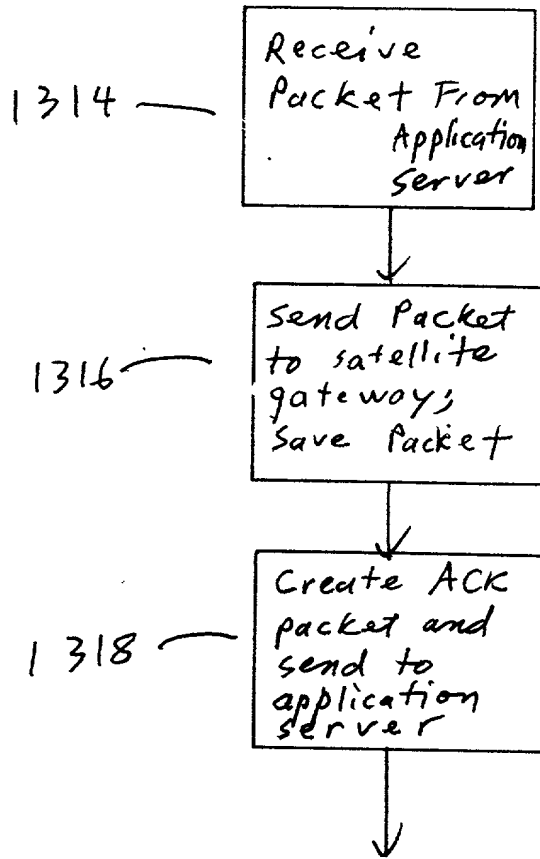 Receive
1314
Packet From
Application
Server
Send Packet
to satellite
1316
gateway;
Save Packet
Create ACK
packet and
1318
send to
application
server